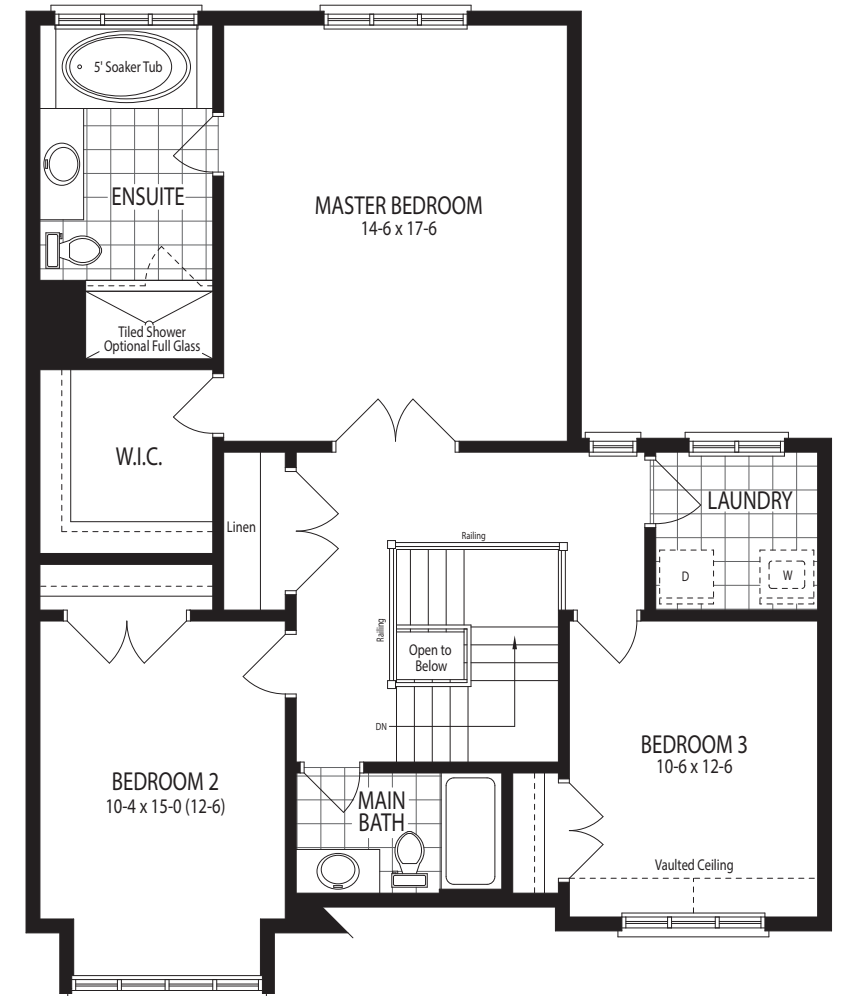 5' Soaker Tub
ENSUITE
MASTER BEDROOM
14-6 x 17-6
Tiled Shower
Optional Full Glass
W.I.C.
Linen
Railing
LAUNDRY
D
W
Railing
Open to
Below
DN
BEDROOM 2
10-4 x 15-0 (12-6)
MAIN
BATH
BEDROOM 3
10-6 x 12-6
Vaulted Ceiling